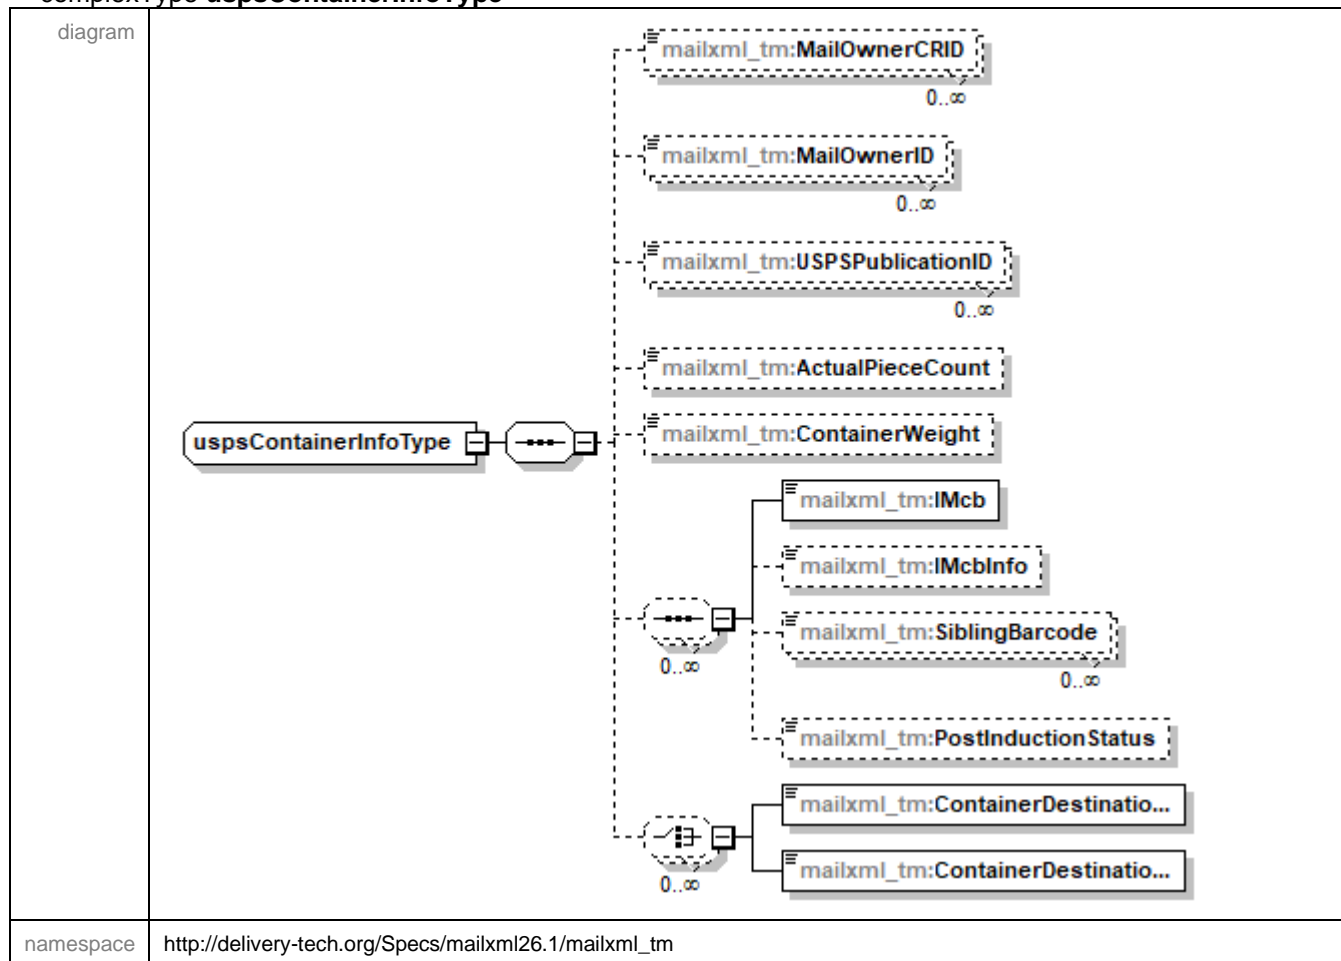 complexType uspsContainerInfoType
diagram
mailxml_tm:MailOwnerCRID
0..∞
mailxml_tm:MailOwnerID
0..∞
mailxml_tm:USPSPublicationID
0..∞
mailxml_tm:ActualPieceCount
uspsContainerInfoType
mailxml_tm:ContainerWeight
mailxml_tm:IMcb
mailxml_tm:IMcbInfo
mailxml_tm:SiblingBarcode
0..∞
0..∞
mailxml_tm:PostInductionStatus
mailxml_tm:ContainerDestinatio...
mailxml_tm:ContainerDestinatio...
0..∞
namespace http://delivery-tech.org/Specs/mailxml26.1/mailxml_tm